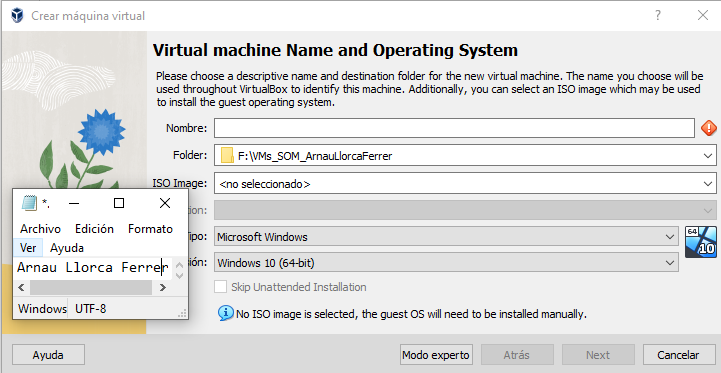 Crear máquina virtual
Virtual machine Name and Operating System
Please choose a descriptive name and destination folder for the new virtual machine. The name you choose will be
used throughout VirtualBox to identify this machine. Additionally, you can select an ISO image which may be used
to install the guest operating system.
Nombre:
Folder: F:\VMs_SOM_ArnauLlorcaFerrer
ISO Image: <no seleccionado>
ion:
Tipo: Microsoft Windows
64
10
sión: Windows 10 (64-bit)
Skip Unattended Installation
No ISO image is selected, the guest OS will need to be installed manually.
*.
Archivo Edición Formato
Ver Ayuda
Arnau Llorca Ferrer
Windows UTF-8
Ayuda Modo experto Atrás Next Cancelar